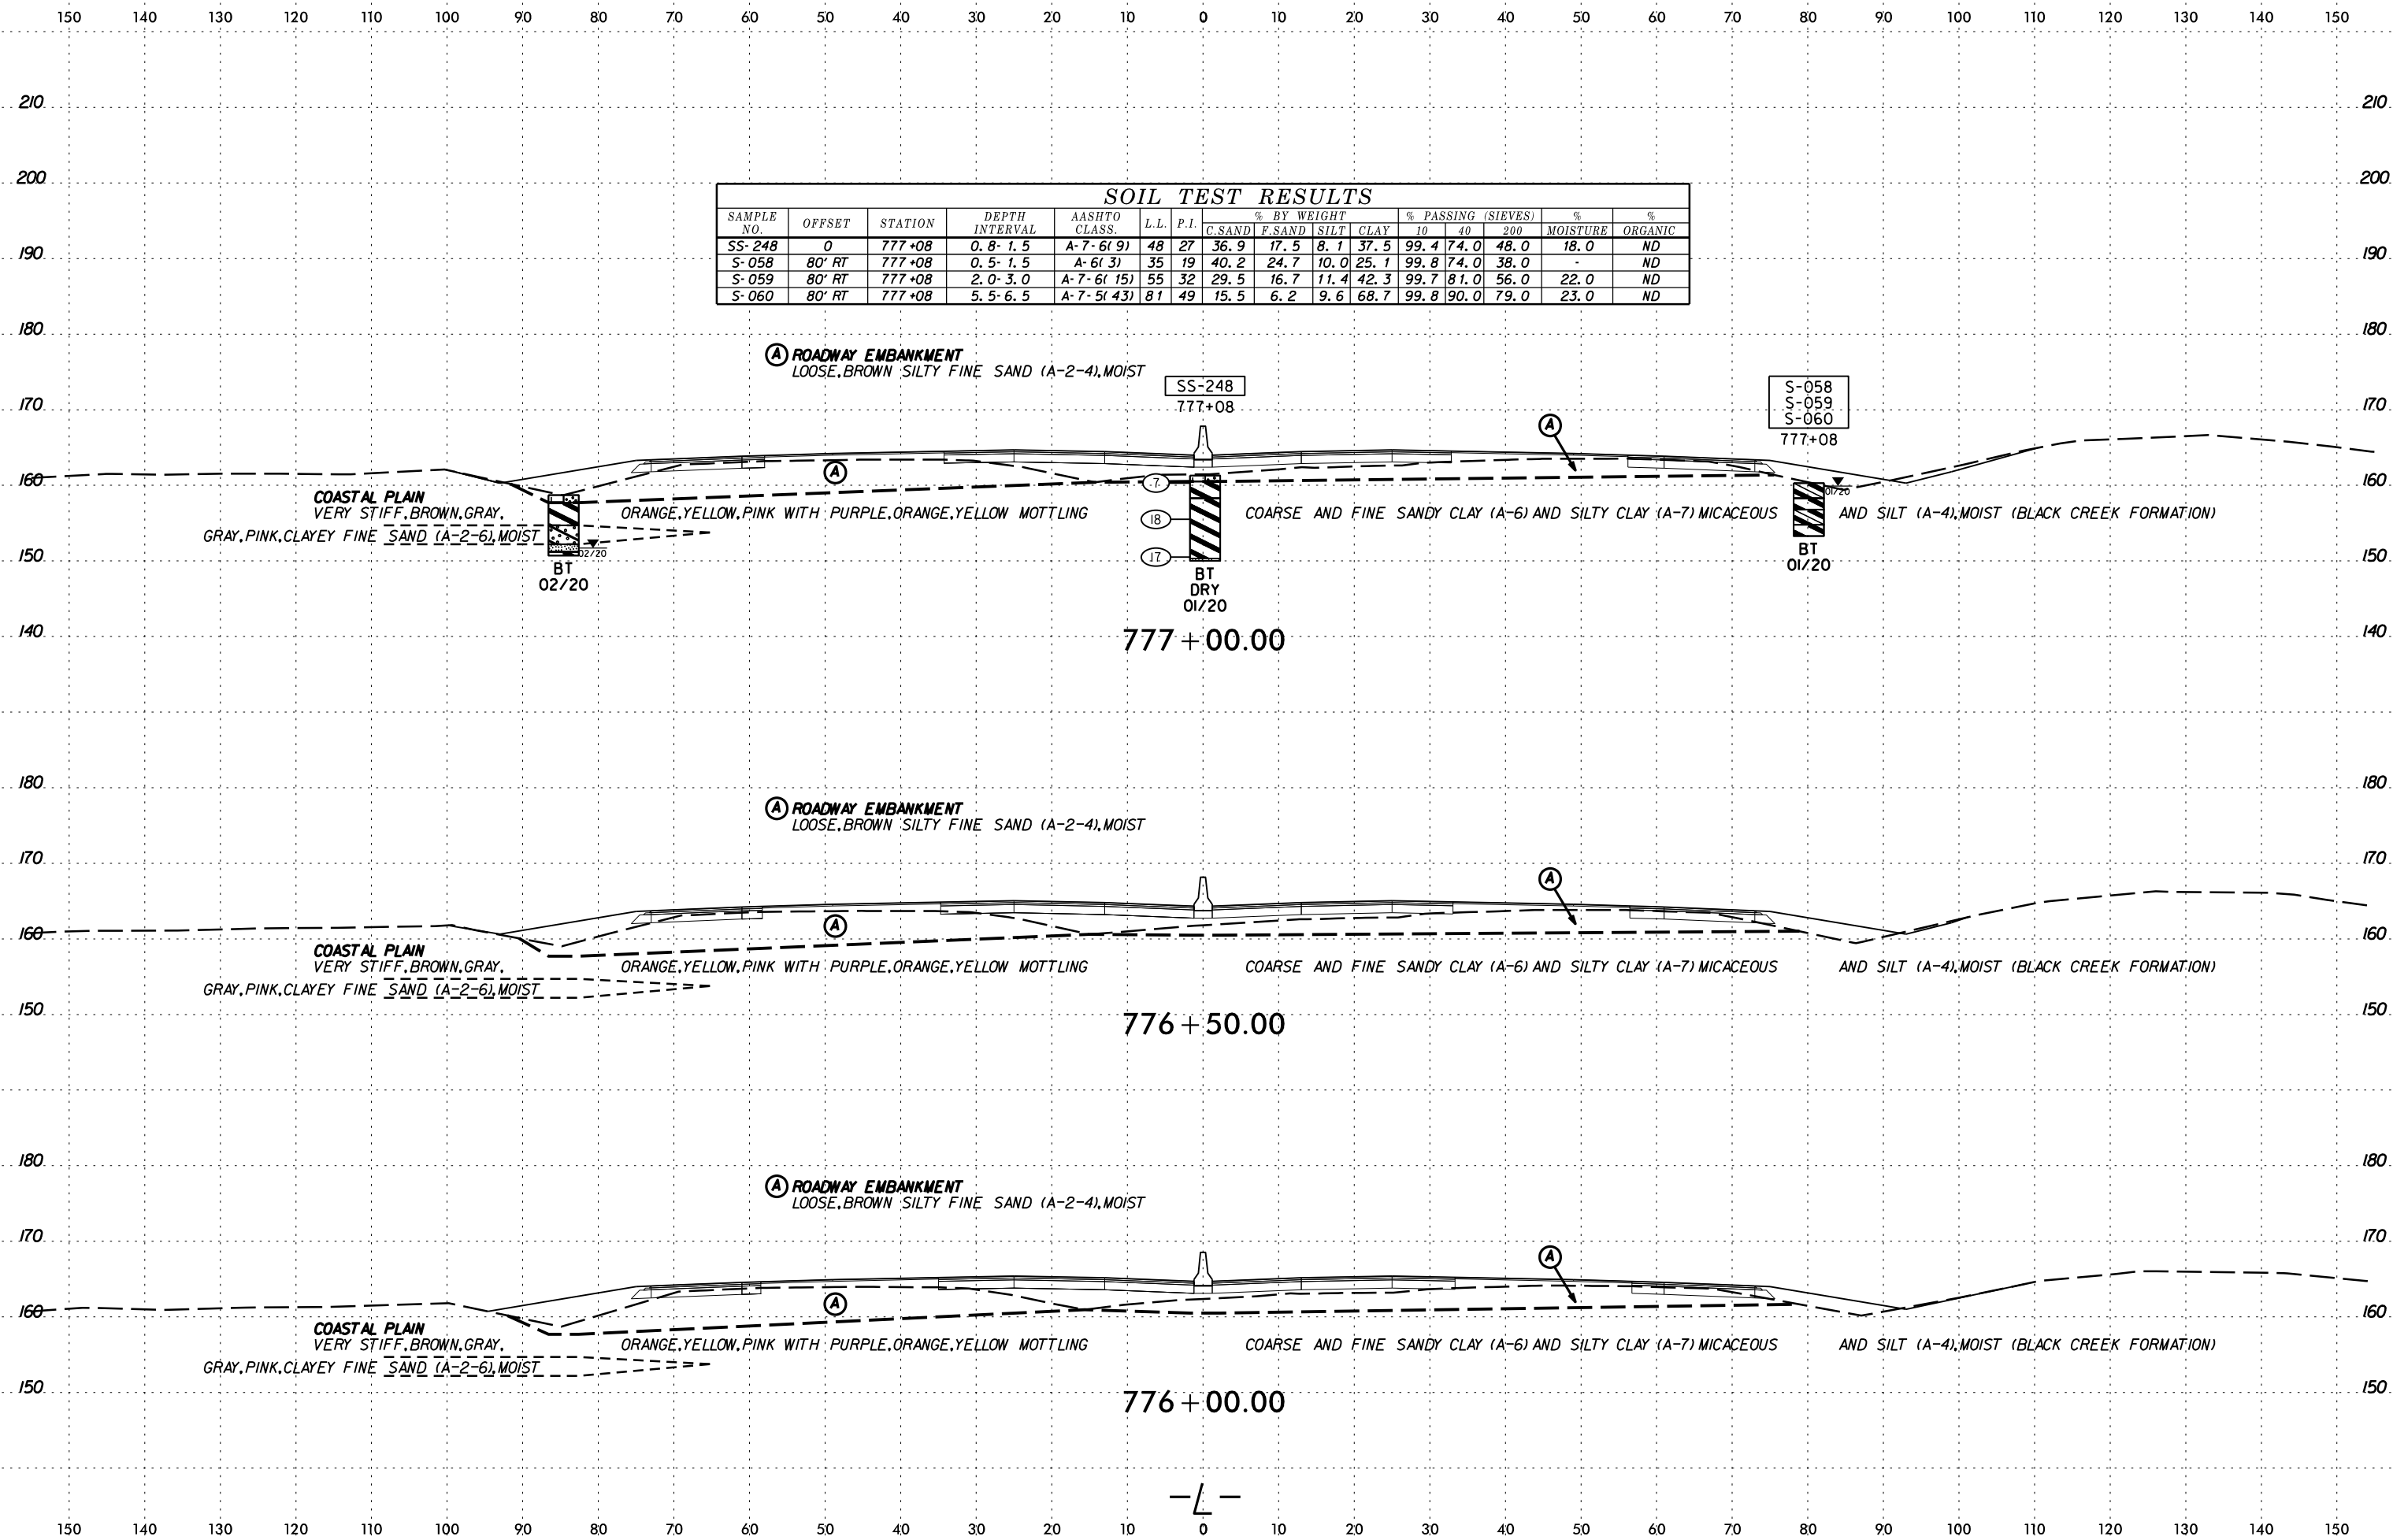 150 140 130 120 110 100 90 80 70 60 50 40 30 20 10 0 10 20 30 40 50 60 70 80 90 100 110 120 130 140 150
210 210
200 200
SOIL TEST RESULTS
SAMPLE NO. OFFSET STATION DEPTH INTERVAL AASHTO CLASS. L.L. P.I. % BY WEIGHT % PASSING (SIEVES) % MOISTURE % ORGANIC
C.SAND F.SAND SILT CLAY 10 40 200
SS-248 0 777+08 0.8-1.5 A-7-6(9) 48 27 36.9 17.5 8.1 37.5 99.4 74.0 48.0 18.0 ND
S-058 80' RT 777+08 0.5-1.5 A-6(3) 35 19 40.2 24.7 10.0 25.1 99.8 74.0 38.0 - ND
S-059 80' RT 777+08 2.0-3.0 A-7-6(15) 55 32 29.5 16.7 11.4 42.3 99.7 81.0 56.0 22.0 ND
S-060 80' RT 777+08 5.5-6.5 A-7-5(43) 81 49 15.5 6.2 9.6 68.7 99.8 90.0 79.0 23.0 ND
190 190
180 180
A ROADWAY EMBANKMENT
LOOSE,BROWN SILTY FINE SAND (A-2-4),MOIST
SS-248
777+08
S-058
S-059
S-060
777+08
170 170
A
A
160 160
7
01/20
COASTAL PLAIN
VERY STIFF,BROWN,GRAY, ORANGE,YELLOW,PINK WITH PURPLE,ORANGE,YELLOW MOTTLING COARSE AND FINE SANDY CLAY (A-6) AND SILTY CLAY (A-7) MICACEOUS AND SILT (A-4),MOIST (BLACK CREEK FORMATION)
18
GRAY,PINK,CLAYEY FINE SAND (A-2-6),MOIST
02/20
17
150 150
BT
02/20
BT
DRY
01/20
BT
01/20
140 140
777+00.00
180 180
A ROADWAY EMBANKMENT
LOOSE,BROWN SILTY FINE SAND (A-2-4),MOIST
170 170
A
A
160 160
COASTAL PLAIN
VERY STIFF,BROWN,GRAY, ORANGE,YELLOW,PINK WITH PURPLE,ORANGE,YELLOW MOTTLING COARSE AND FINE SANDY CLAY (A-6) AND SILTY CLAY (A-7) MICACEOUS AND SILT (A-4),MOIST (BLACK CREEK FORMATION)
GRAY,PINK,CLAYEY FINE SAND (A-2-6),MOIST
150 150
776+50.00
180 180
A ROADWAY EMBANKMENT
LOOSE,BROWN SILTY FINE SAND (A-2-4),MOIST
170 170
A
A
160 160
COASTAL PLAIN
VERY STIFF,BROWN,GRAY, ORANGE,YELLOW,PINK WITH PURPLE,ORANGE,YELLOW MOTTLING COARSE AND FINE SANDY CLAY (A-6) AND SILTY CLAY (A-7) MICACEOUS AND SILT (A-4),MOIST (BLACK CREEK FORMATION)
GRAY,PINK,CLAYEY FINE SAND (A-2-6),MOIST
150 150
776+00.00
-L-
150 140 130 120 110 100 90 80 70 60 50 40 30 20 10 0 10 20 30 40 50 60 70 80 90 100 110 120 130 140 150